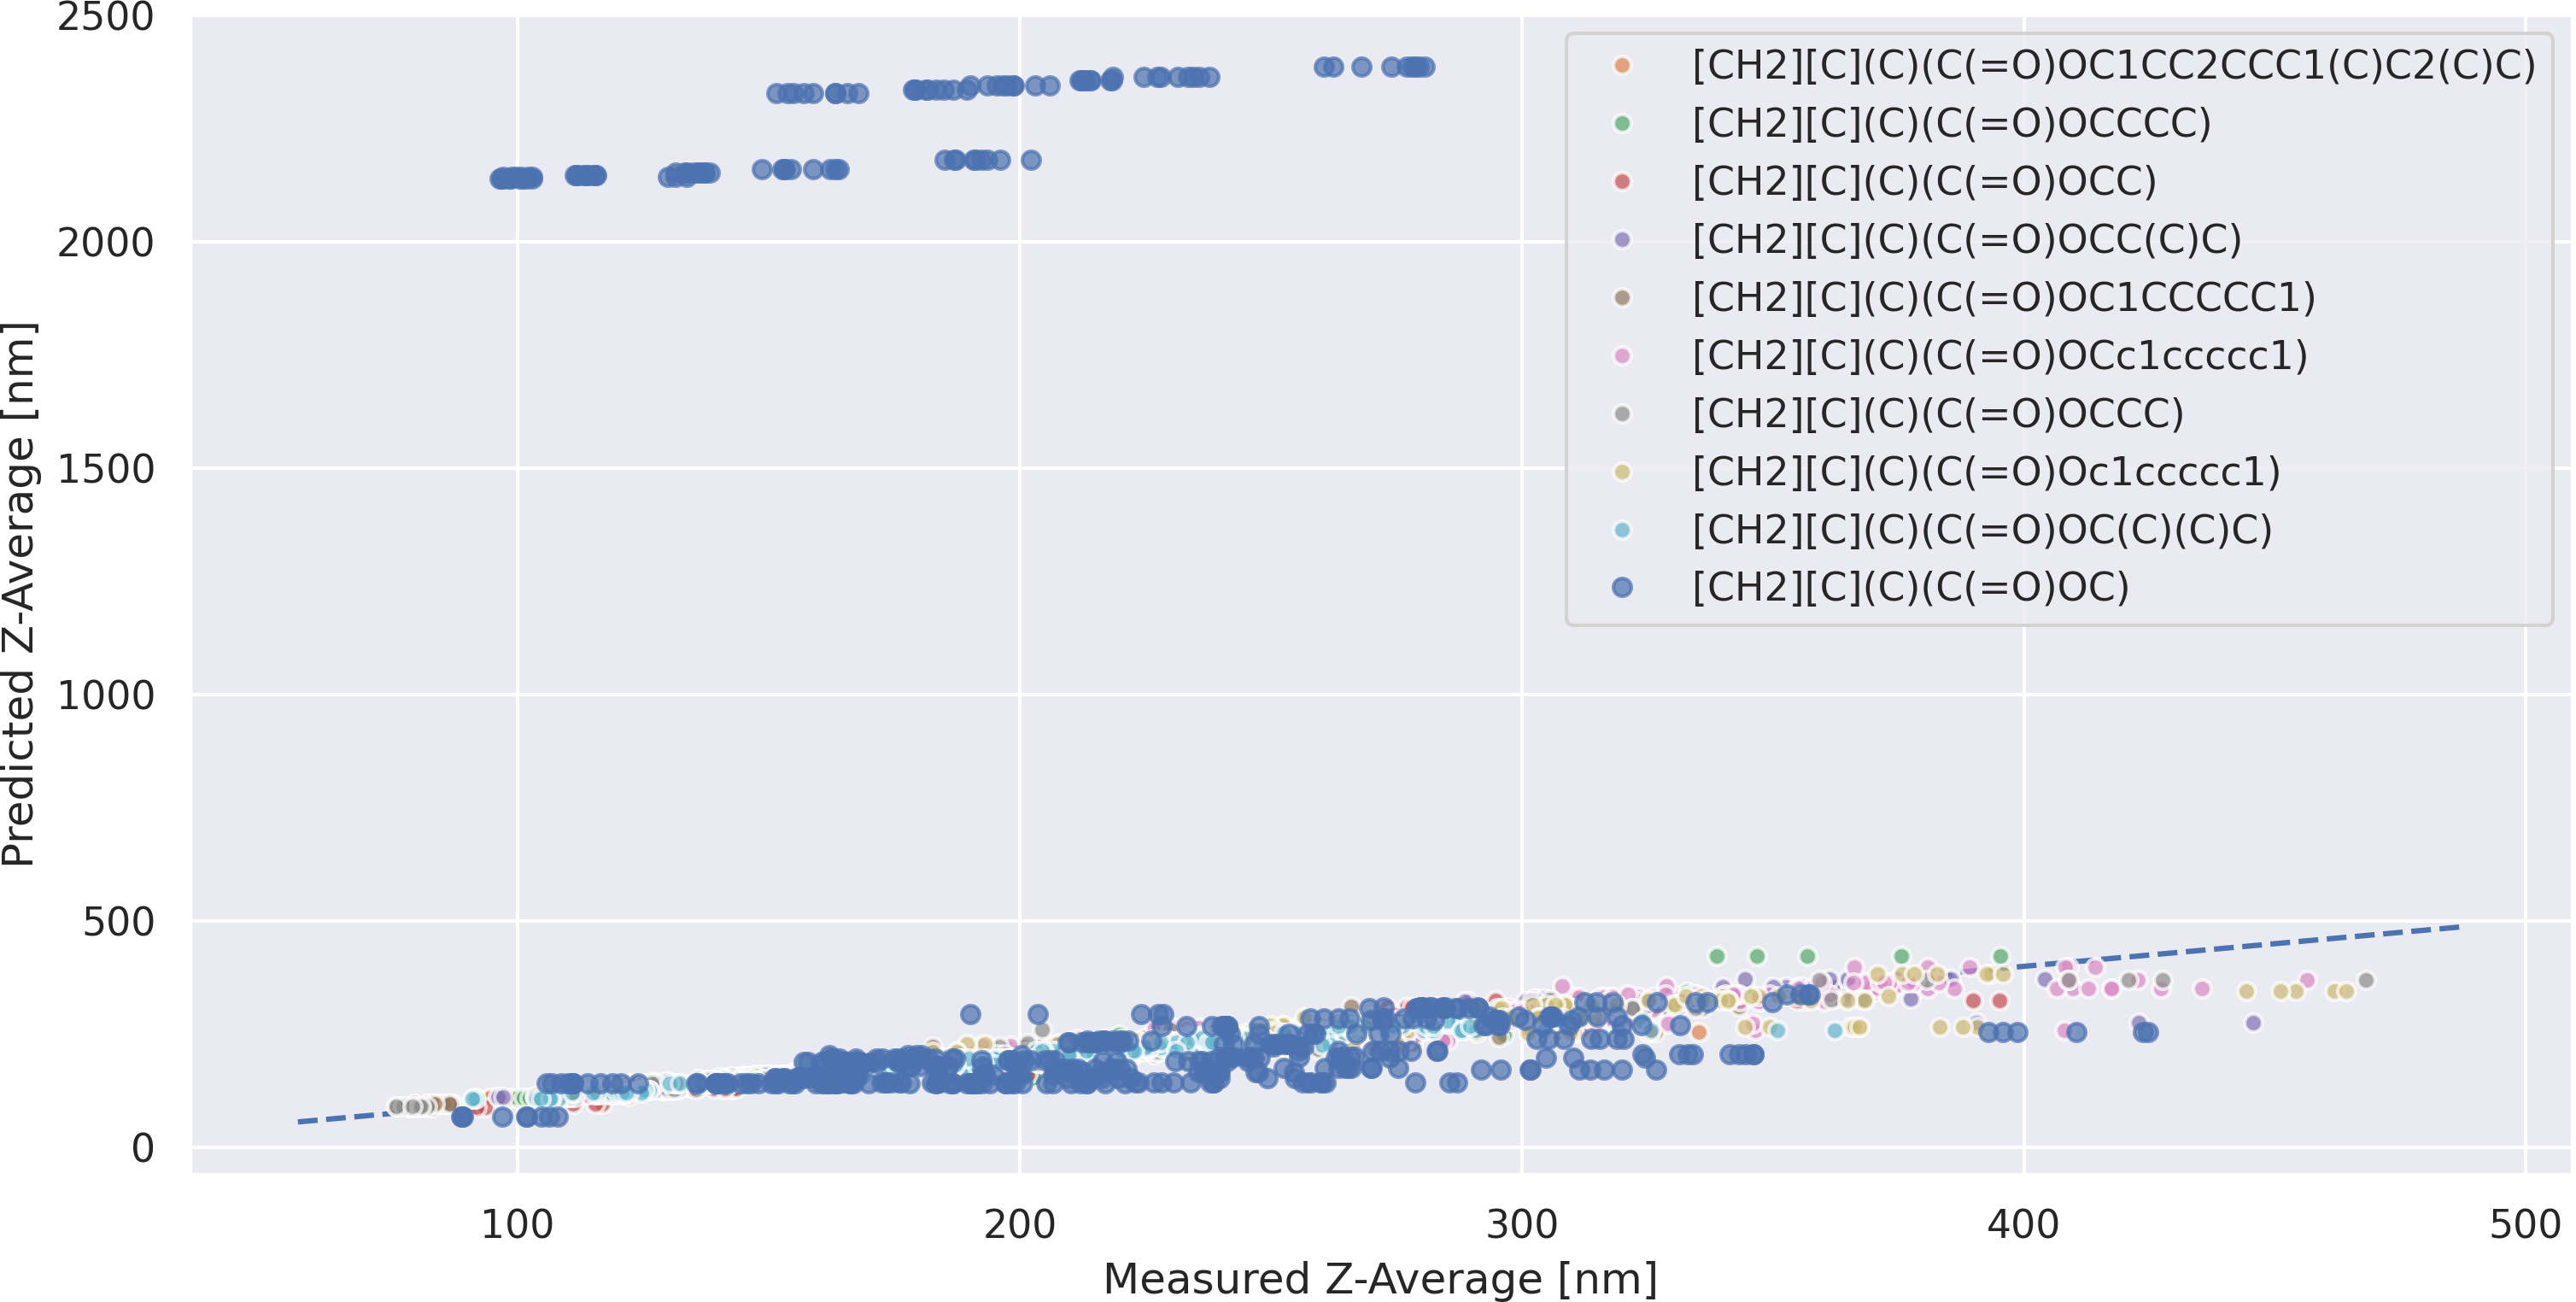 2500
2000
1500
1000
500
0
Predicted Z-Average [nm]
[CH2][C](C)(C(=O)OC1CC2CCC1(C)C2(C)C)
[CH2][C](C)(C(=O)OCCCC)
[CH2][C](C)(C(=O)OCC)
[CH2][C](C)(C(=O)OCC(C)C)
[CH2][C](C)(C(=O)OC1CCCCC1)
[CH2][C](C)(C(=O)OCc1ccccc1)
[CH2][C](C)(C(=O)OCCC)
[CH2][C](C)(C(=O)Oc1ccccc1)
[CH2][C](C)(C(=O)OC(C)(C)C)
[CH2][C](C)(C(=O)OC)
100 200 300 400 500
Measured Z-Average [nm]